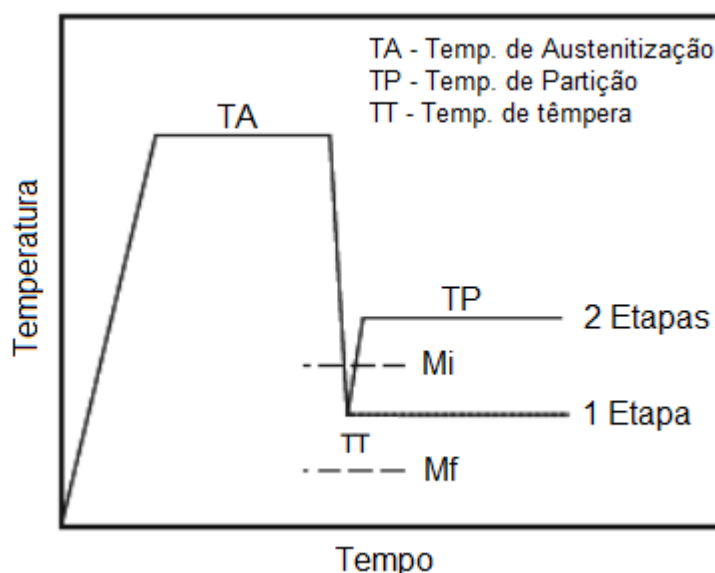 TA - Temp. de Austenitização
TP - Temp. de Partição
TT - Temp. de têmpera
TA
TP
2 Etapas
Mi
1 Etapa
TT
Mf
Temperatura
Tempo